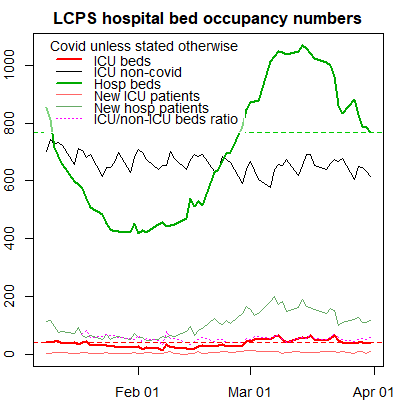 LCPS hospital bed occupancy numbers
Covid unless stated otherwise
ICU beds
ICU non-covid
Hosp beds
New ICU patients
New hosp patients
ICU/non-ICU beds ratio
1000
800
600
400
200
0
Feb 01
Mar 01
Apr 01